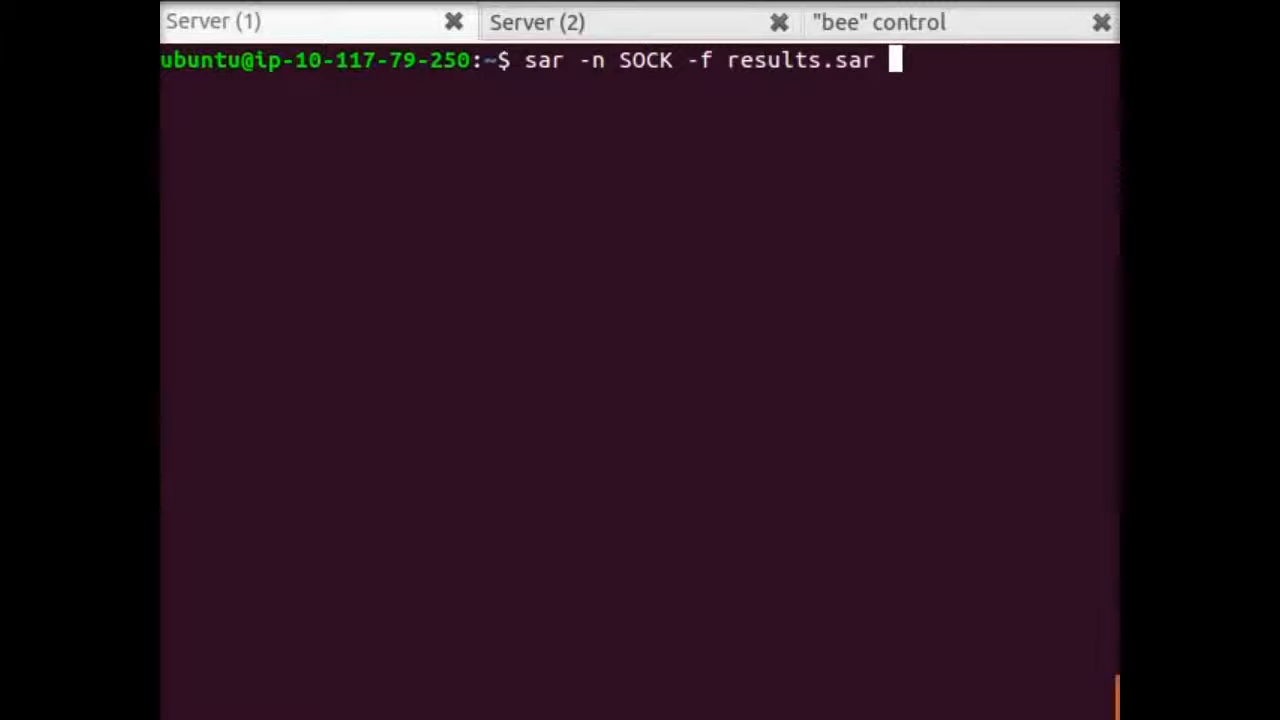 Server (1) Server (2) "bee" control
ubuntu@ip-10-117-79-250:~$ sar -n SOCK -f results.sar